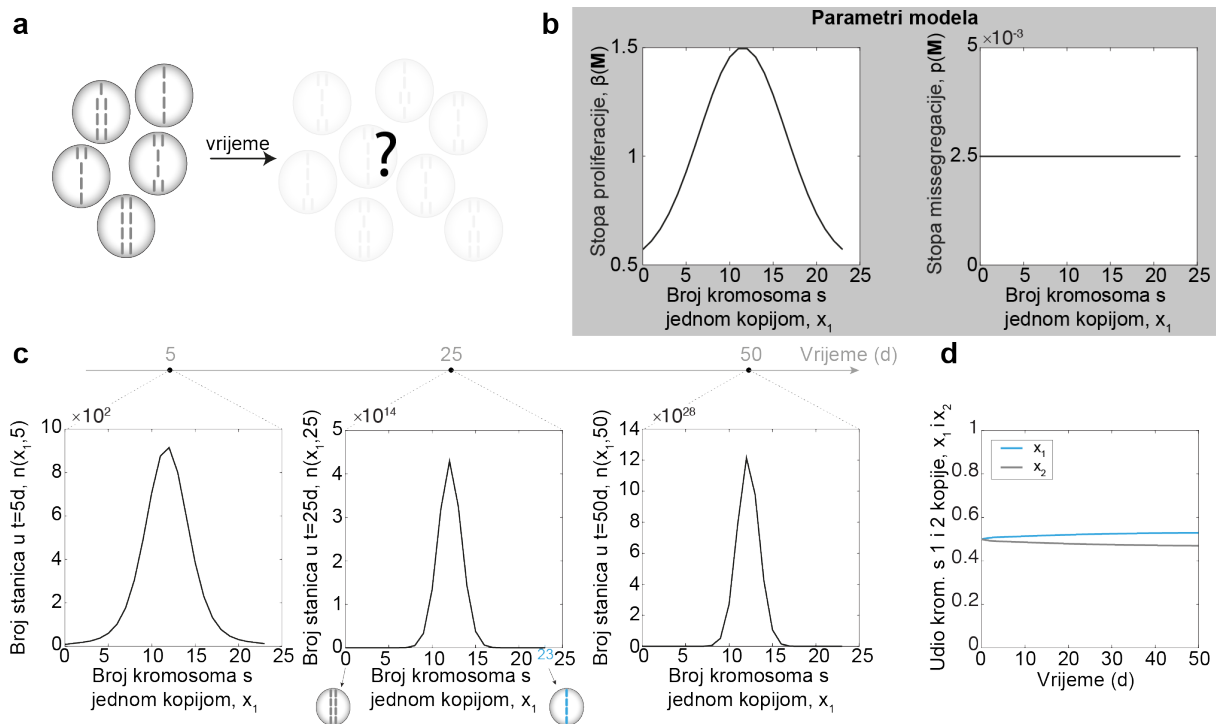 a
vrijeme
?
b
Parametri modela
Stopa proliferacije, β(M)
1.5
1
0.5
0 5 10 15 20 25
Broj kromosoma s
jednom kopijom, x₁
Stopa missegregacije, p(M)
×10⁻³
5
2.5
0
0 5 10 15 20 25
Broj kromosoma s
jednom kopijom, x₁
c
5 25 50 Vrijeme (d)
Broj stanica u t=5d, n(x₁,5)
×10²
10
8
6
4
2
0
0 5 10 15 20 25
Broj kromosoma s
jednom kopijom, x₁
Broj stanica u t=25d, n(x₁,25)
×10¹⁴
5
4
3
2
1
0
23
0 5 10 15 20 25
Broj kromosoma s
jednom kopijom, x₁
Broj stanica u t=50d, n(x₁,50)
×10²⁸
14
12
10
8
6
4
2
0
0 5 10 15 20 25
Broj kromosoma s
jednom kopijom, x₁
d
Udio krom. s 1 i 2 kopije, x₁ i x₂
1
0.8
0.6
0.4
0.2
0
x₁
x₂
0 10 20 30 40 50
Vrijeme (d)